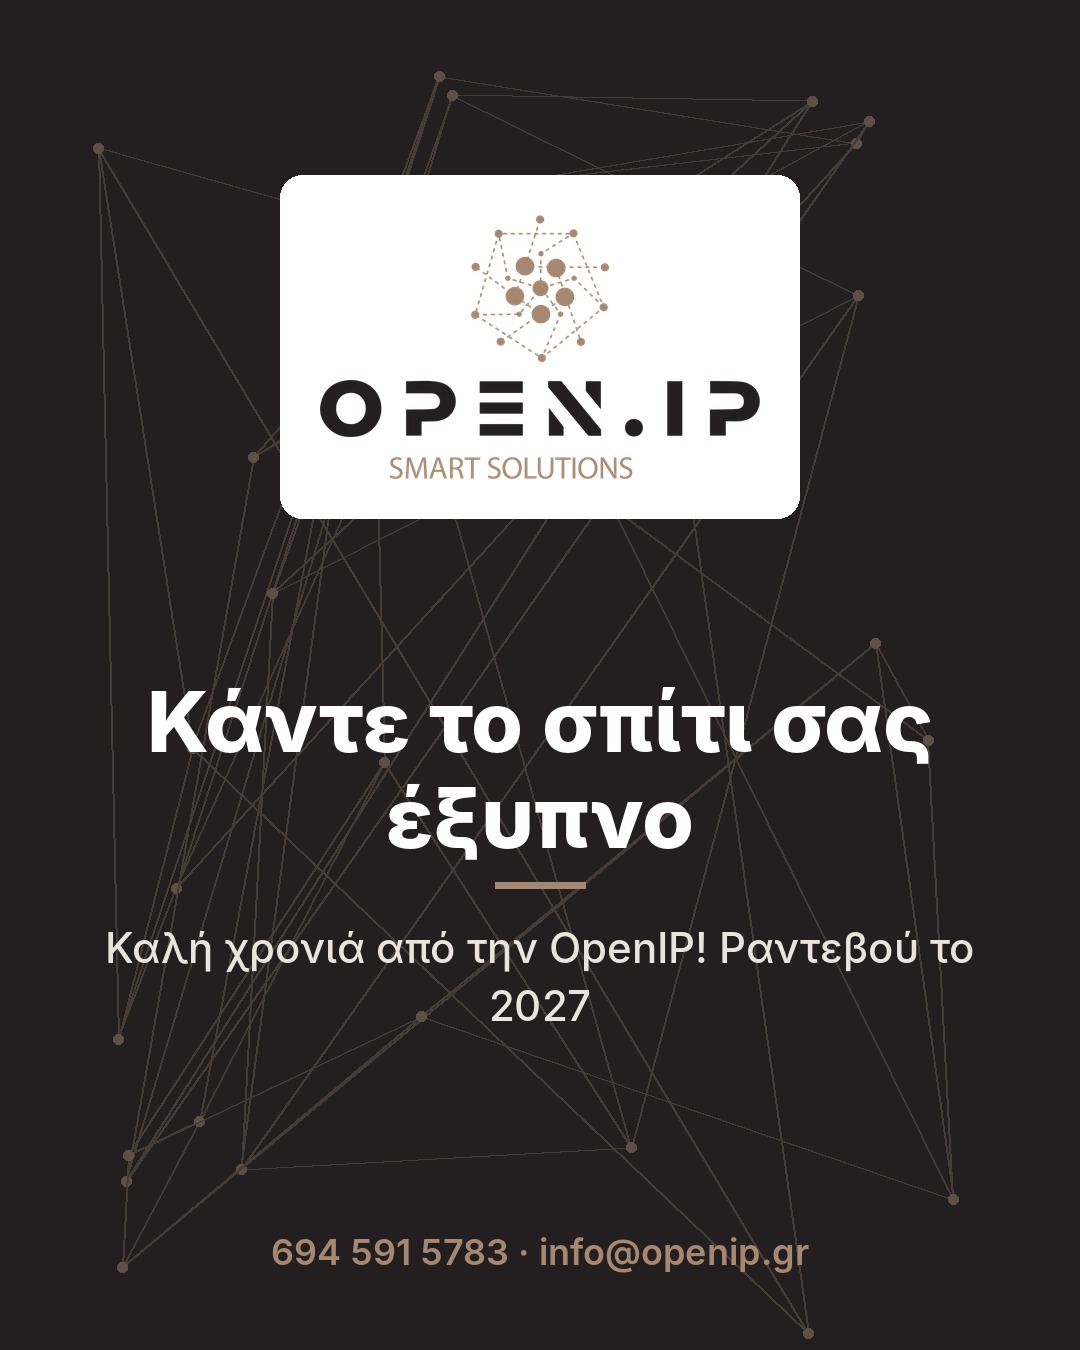 OPEN.IP
SMART SOLUTIONS
Κάντε το σπίτι σας
έξυπνο
Καλή χρονιά από την OpenIP! Ραντεβού το
2027
694 591 5783 · info@openip.gr